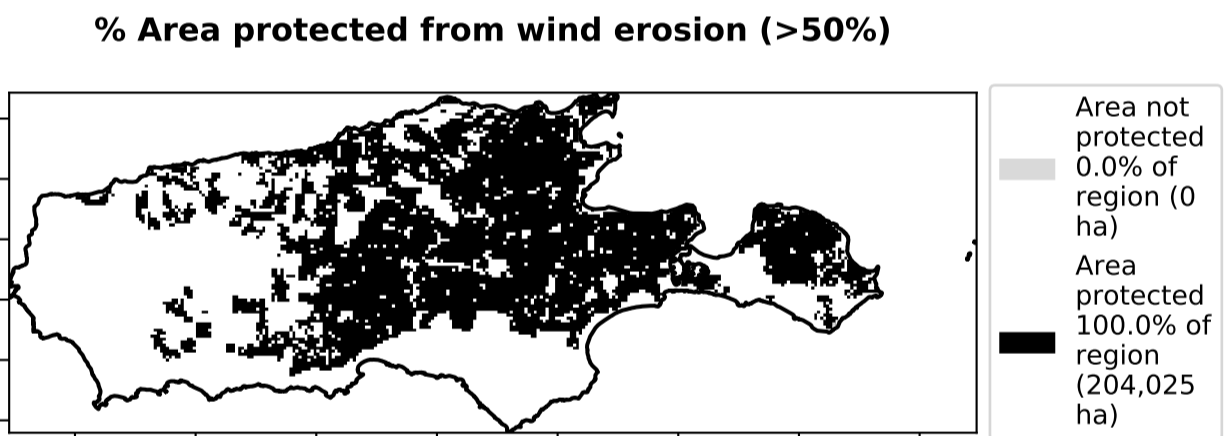 % Area protected from wind erosion (>50%)
Area not
protected
0.0% of
region (0
ha)
Area
protected
100.0% of
region
(204,025
ha)